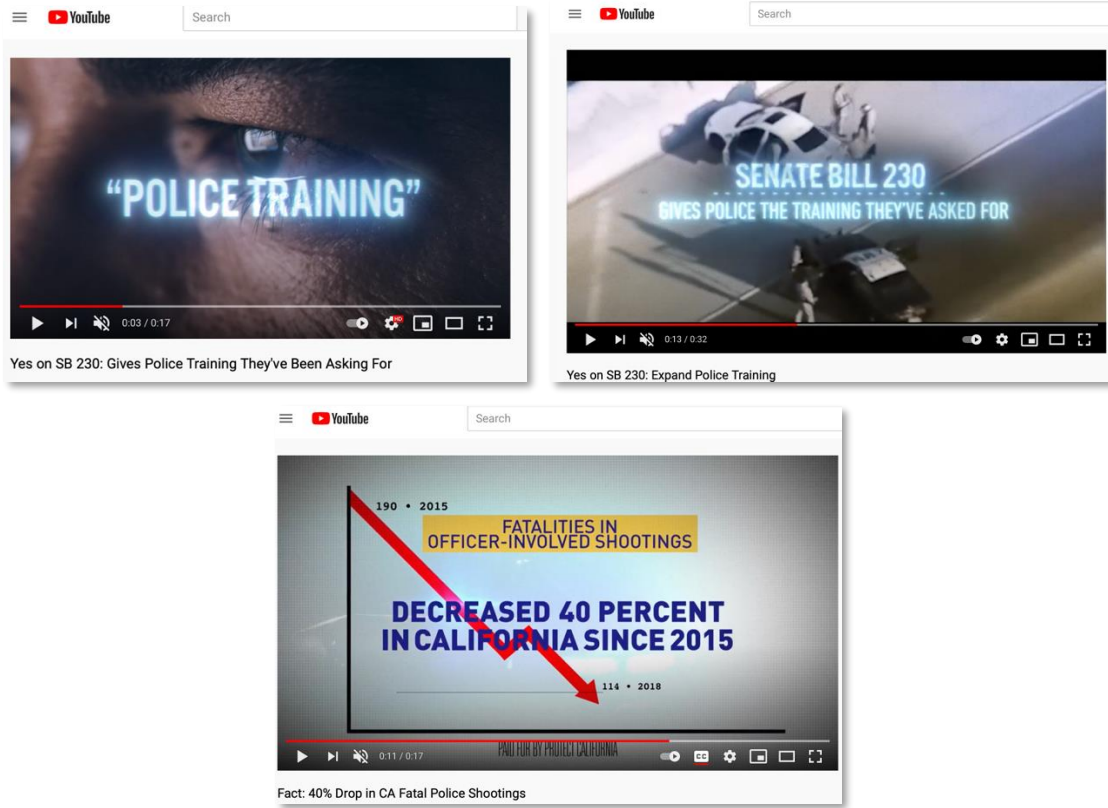 YouTube
Search
“POLICE TRAINING”
0:03 / 0:17
HD
Yes on SB 230: Gives Police Training They've Been Asking For
YouTube
Search
SENATE BILL 230
GIVES POLICE THE TRAINING THEY'VE ASKED FOR
0:13 / 0:32
Yes on SB 230: Expand Police Training
YouTube
Search
190 • 2015
FATALITIES IN
OFFICER-INVOLVED SHOOTINGS
DECREASED 40 PERCENT
IN CALIFORNIA SINCE 2015
114 • 2018
PAID FOR BY PROTECT CALIFORNIA
0:11 / 0:17
CC
Fact: 40% Drop in CA Fatal Police Shootings